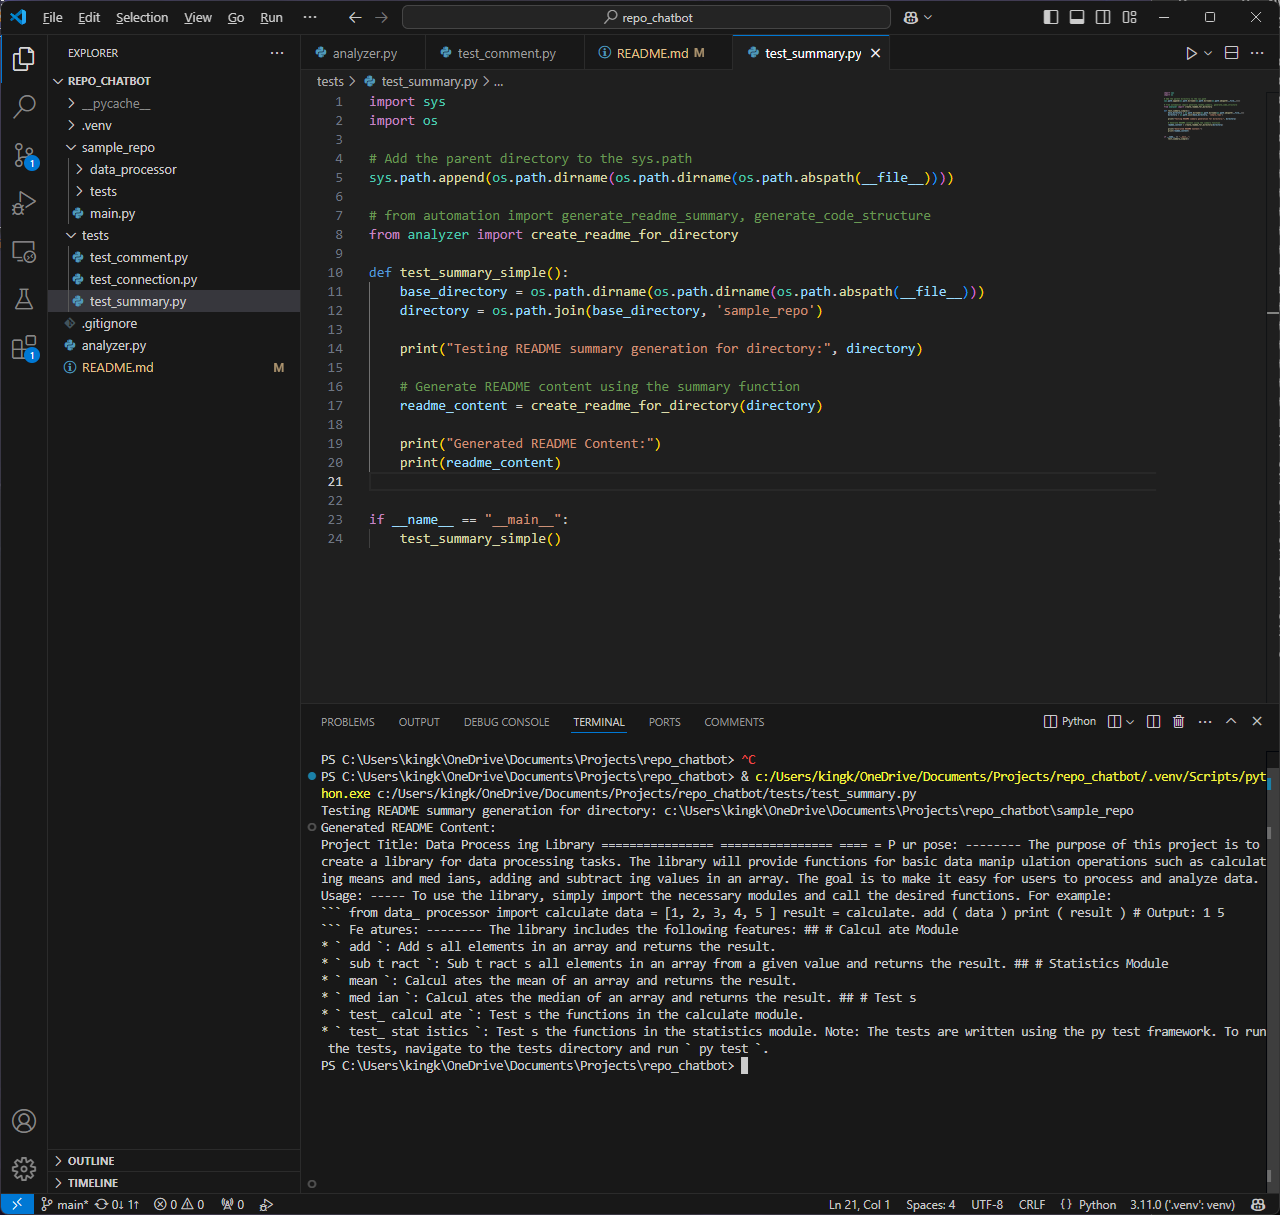 File Edit Selection View Go Run ··· repo_chatbot
EXPLORER
REPO_CHATBOT
__pycache__
.venv
sample_repo
data_processor
tests
main.py
tests
test_comment.py
test_connection.py
test_summary.py
.gitignore
analyzer.py
README.md M
OUTLINE
TIMELINE
1
1
analyzer.py test_comment.py README.md M test_summary.py
tests > test_summary.py > ...
1 import sys
2 import os
3
4 # Add the parent directory to the sys.path
5 sys.path.append(os.path.dirname(os.path.dirname(os.path.abspath(__file__))))
6
7 # from automation import generate_readme_summary, generate_code_structure
8 from analyzer import create_readme_for_directory
9
10 def test_summary_simple():
11 base_directory = os.path.dirname(os.path.dirname(os.path.abspath(__file__)))
12 directory = os.path.join(base_directory, 'sample_repo')
13
14 print("Testing README summary generation for directory:", directory)
15
16 # Generate README content using the summary function
17 readme_content = create_readme_for_directory(directory)
18
19 print("Generated README Content:")
20 print(readme_content)
21
22
23 if __name__ == "__main__":
24 test_summary_simple()
PROBLEMS OUTPUT DEBUG CONSOLE TERMINAL PORTS COMMENTS Python
PS C:\Users\kingk\OneDrive\Documents\Projects\repo_chatbot> ^C
PS C:\Users\kingk\OneDrive\Documents\Projects\repo_chatbot> & c:/Users/kingk/OneDrive/Documents/Projects/repo_chatbot/.venv/Scripts/pyt
hon.exe c:/Users/kingk/OneDrive/Documents/Projects/repo_chatbot/tests/test_summary.py
Testing README summary generation for directory: c:\Users\kingk\OneDrive\Documents\Projects\repo_chatbot\sample_repo
Generated README Content:
Project Title: Data Process ing Library ================ ================ ==== = P ur pose: -------- The purpose of this project is to
create a library for data processing tasks. The library will provide functions for basic data manip ulation operations such as calculat
ing means and med ians, adding and subtract ing values in an array. The goal is to make it easy for users to process and analyze data.
Usage: ----- To use the library, simply import the necessary modules and call the desired functions. For example:
``` from data_ processor import calculate data = [1, 2, 3, 4, 5 ] result = calculate. add ( data ) print ( result ) # Output: 1 5
``` Fe atures: -------- The library includes the following features: ## # Calcul ate Module
* ` add `: Add s all elements in an array and returns the result.
* ` sub t ract `: Sub t ract s all elements in an array from a given value and returns the result. ## # Statistics Module
* ` mean `: Calcul ates the mean of an array and returns the result.
* ` med ian `: Calcul ates the median of an array and returns the result. ## # Test s
* ` test_ calcul ate `: Test s the functions in the calculate module.
* ` test_ stat istics `: Test s the functions in the statistics module. Note: The tests are written using the py test framework. To run
the tests, navigate to the tests directory and run ` py test `.
PS C:\Users\kingk\OneDrive\Documents\Projects\repo_chatbot>
main* 0↓ 1↑ 0 0 0 Ln 21, Col 1 Spaces: 4 UTF-8 CRLF {} Python 3.11.0 ('.venv': venv)